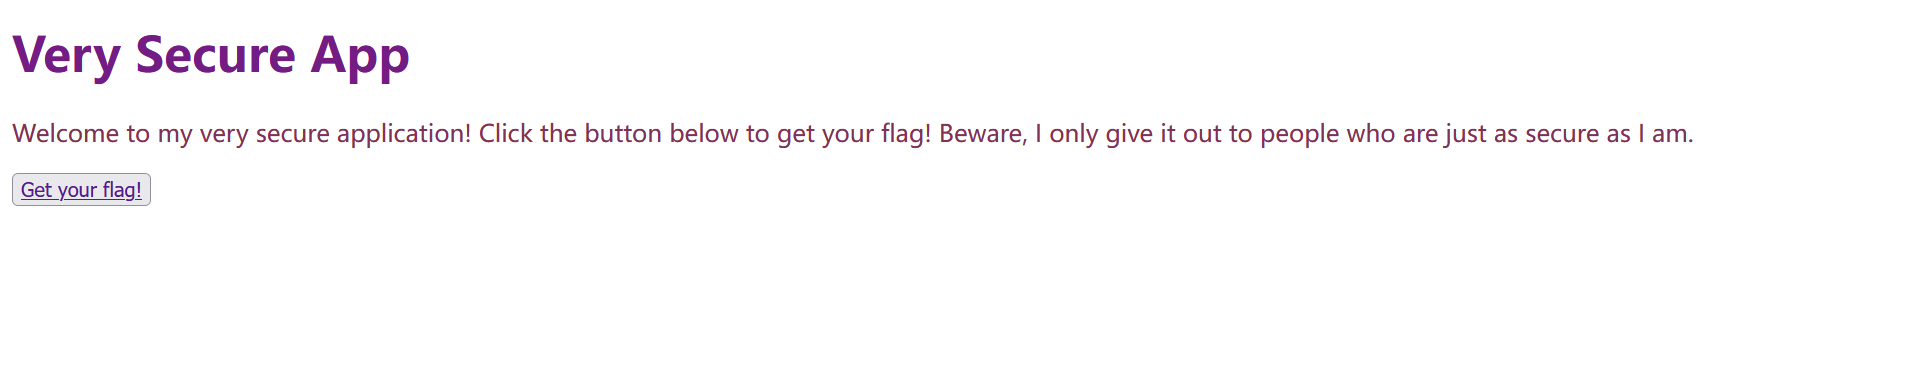 Very Secure App
Welcome to my very secure application! Click the button below to get your flag! Beware, I only give it out to people who are just as secure as I am.
Get your flag!